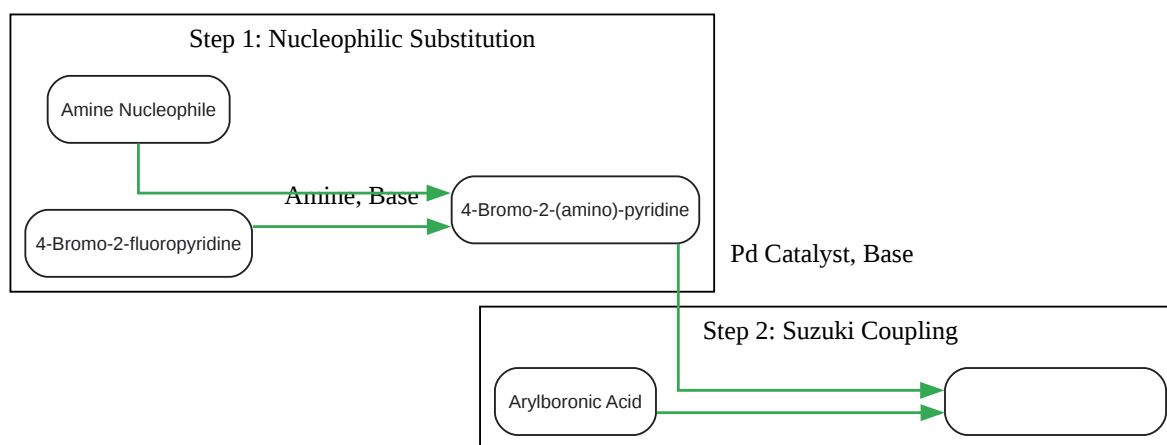 Step 1: Nucleophilic Substitution
Amine Nucleophile
Amine, Base
4-Bromo-2-(amino)-pyridine
4-Bromo-2-fluoropyridine
Pd Catalyst, Base
Step 2: Suzuki Coupling
Arylboronic Acid